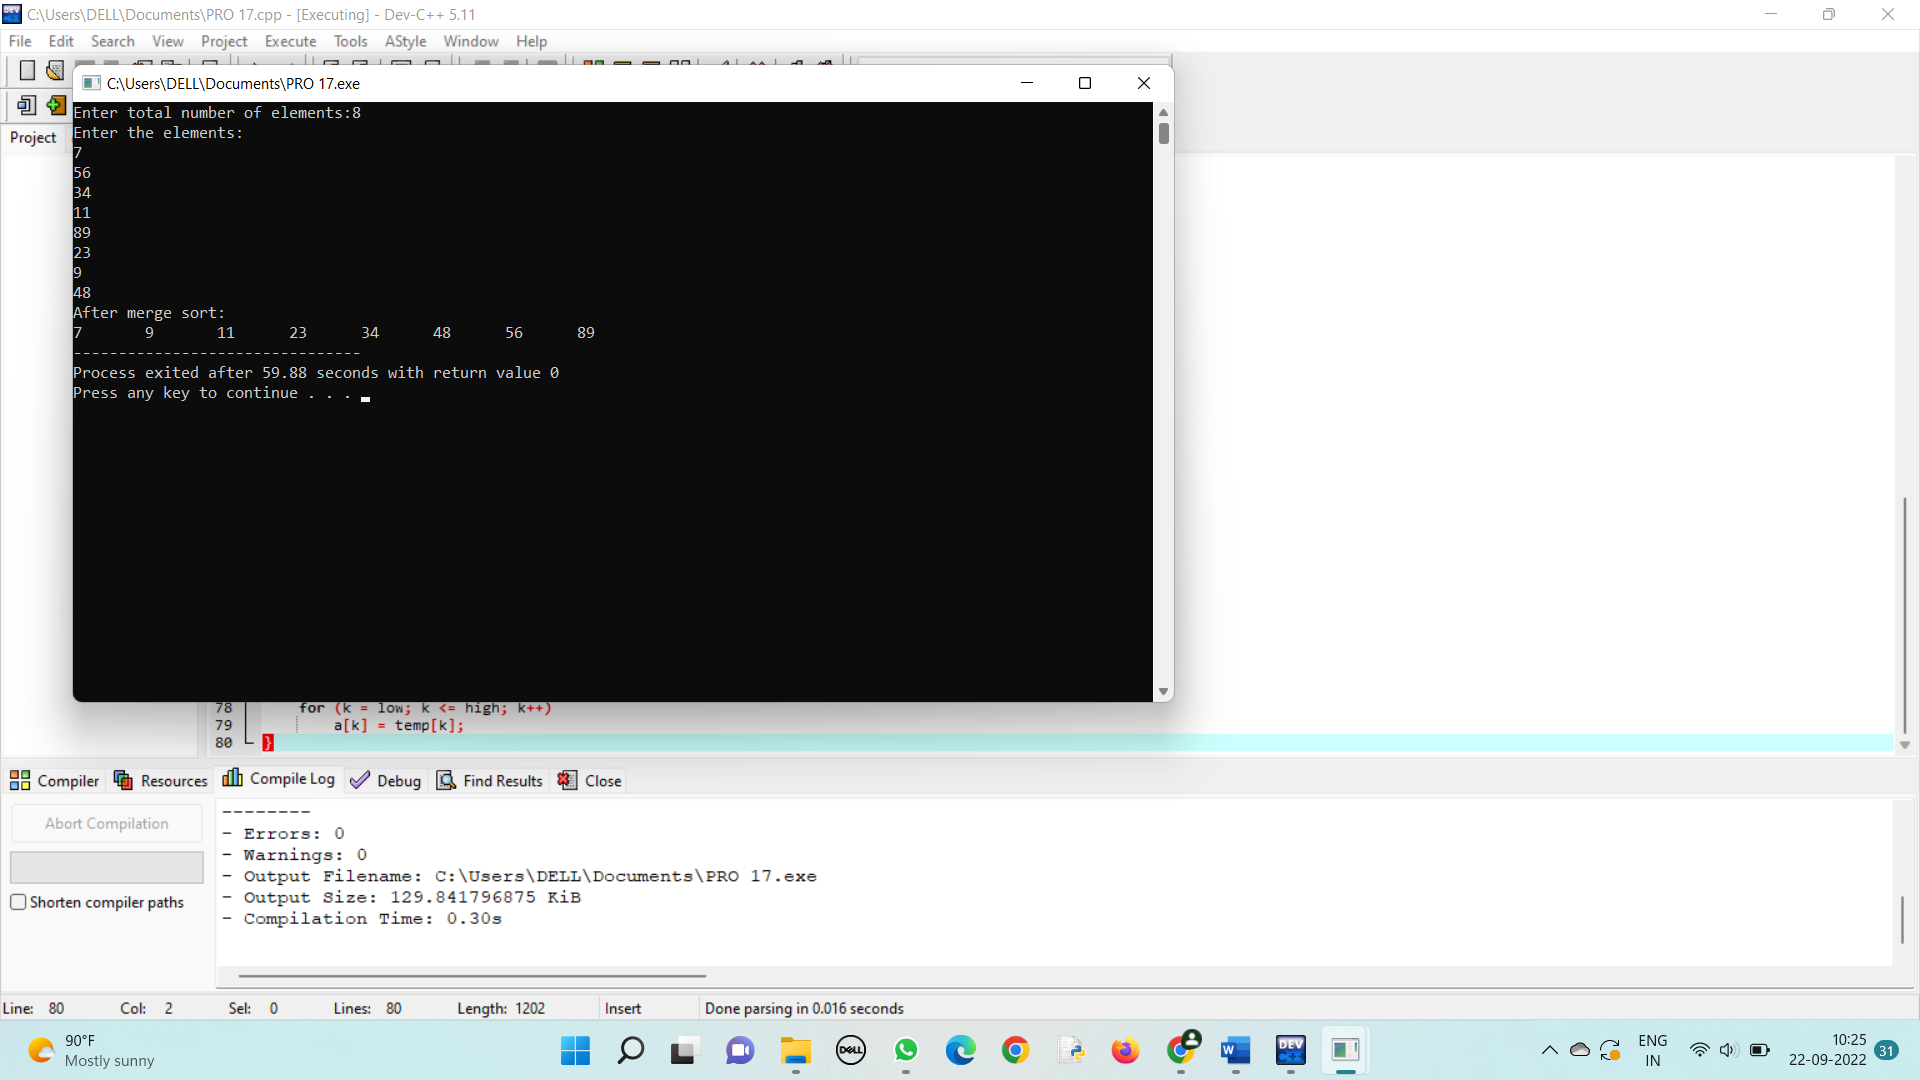 C:\Users\DELL\Documents\PRO 17.cpp - [Executing] - Dev-C++ 5.11
File Edit Search View Project Execute Tools AStyle Window Help
C:\Users\DELL\Documents\PRO 17.exe
Project
Enter total number of elements:8
Enter the elements:
7
56
34
11
89
23
9
48
After merge sort:
7 9 11 23 34 48 56 89
--------------------------------
Process exited after 59.88 seconds with return value 0
Press any key to continue . . .
78 for (k = low; k <= high; k++)
79 a[k] = temp[k];
80 }
Compiler Resources Compile Log Debug Find Results Close
Abort Compilation
Shorten compiler paths
--------
- Errors: 0
- Warnings: 0
- Output Filename: C:\Users\DELL\Documents\PRO 17.exe
- Output Size: 129.841796875 KiB
- Compilation Time: 0.30s
Line: 80 Col: 2 Sel: 0 Lines: 80 Length: 1202 Insert Done parsing in 0.016 seconds
90°F
Mostly sunny
DELL
W
DEV
C++
ENG
IN
10:25
22-09-2022
31